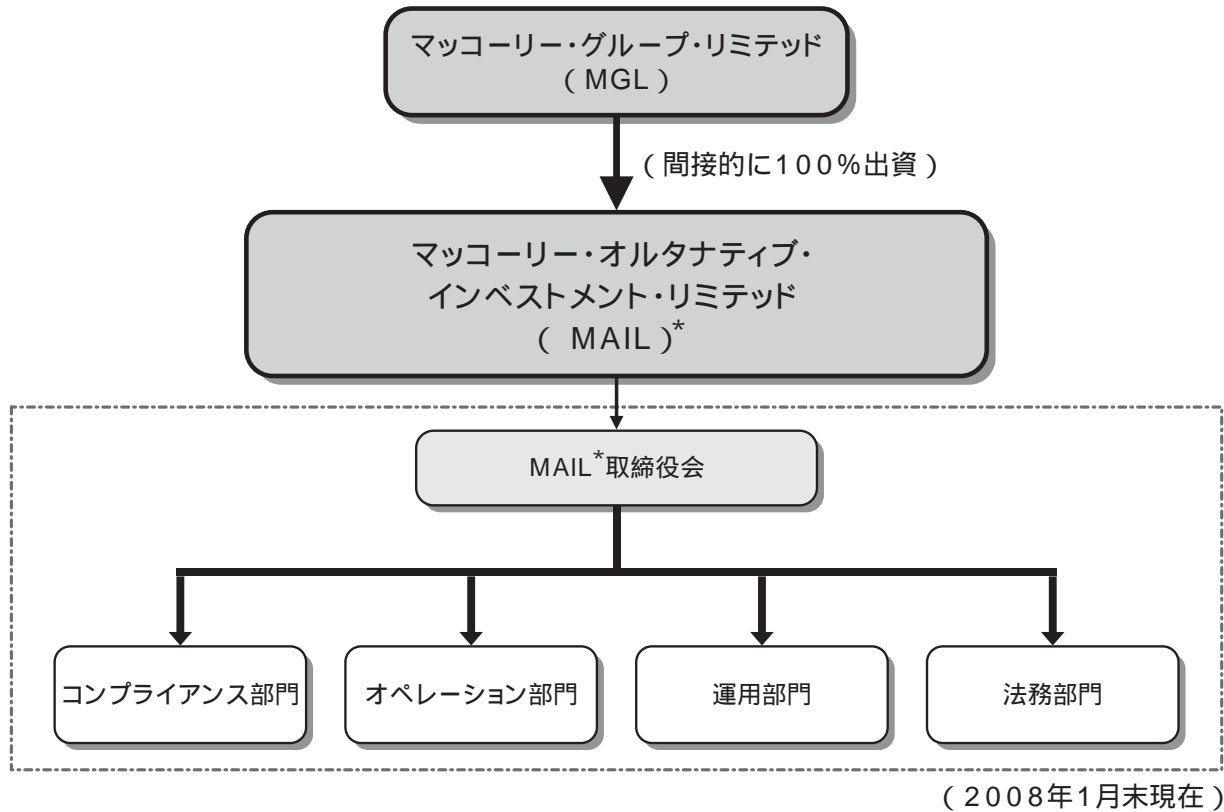 マッコーリー・グループ・リミテッド
( MGL )
( 間接的に100%出資 )
マッコーリー・オルタナティブ・
インベストメント・リミテッド
( MAIL )*
MAIL*取締役会
コンプライアンス部門
オペレーション部門
運用部門
法務部門
( 2008年1月末現在 )